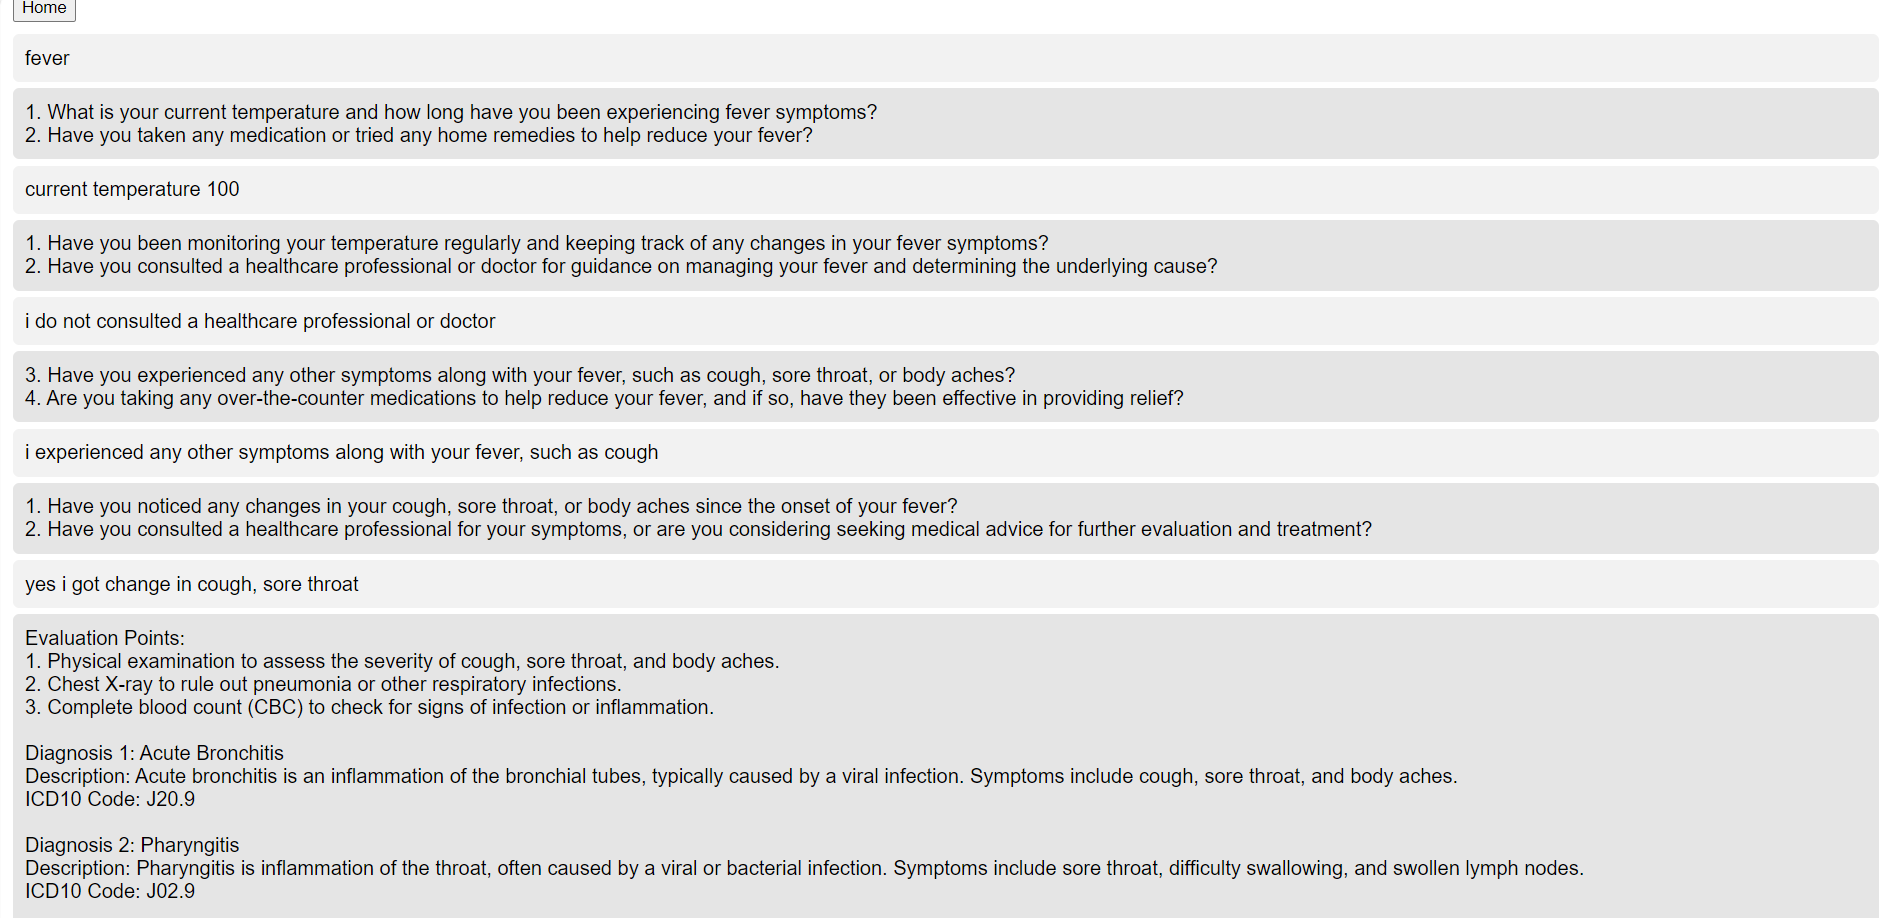 Home
fever
1. What is your current temperature and how long have you been experiencing fever symptoms?
2. Have you taken any medication or tried any home remedies to help reduce your fever?
current temperature 100
1. Have you been monitoring your temperature regularly and keeping track of any changes in your fever symptoms?
2. Have you consulted a healthcare professional or doctor for guidance on managing your fever and determining the underlying cause?
i do not consulted a healthcare professional or doctor
3. Have you experienced any other symptoms along with your fever, such as cough, sore throat, or body aches?
4. Are you taking any over-the-counter medications to help reduce your fever, and if so, have they been effective in providing relief?
i experienced any other symptoms along with your fever, such as cough
1. Have you noticed any changes in your cough, sore throat, or body aches since the onset of your fever?
2. Have you consulted a healthcare professional for your symptoms, or are you considering seeking medical advice for further evaluation and treatment?
yes i got change in cough, sore throat
Evaluation Points:
1. Physical examination to assess the severity of cough, sore throat, and body aches.
2. Chest X-ray to rule out pneumonia or other respiratory infections.
3. Complete blood count (CBC) to check for signs of infection or inflammation.
Diagnosis 1: Acute Bronchitis
Description: Acute bronchitis is an inflammation of the bronchial tubes, typically caused by a viral infection. Symptoms include cough, sore throat, and body aches.
ICD10 Code: J20.9
Diagnosis 2: Pharyngitis
Description: Pharyngitis is inflammation of the throat, often caused by a viral or bacterial infection. Symptoms include sore throat, difficulty swallowing, and swollen lymph nodes.
ICD10 Code: J02.9